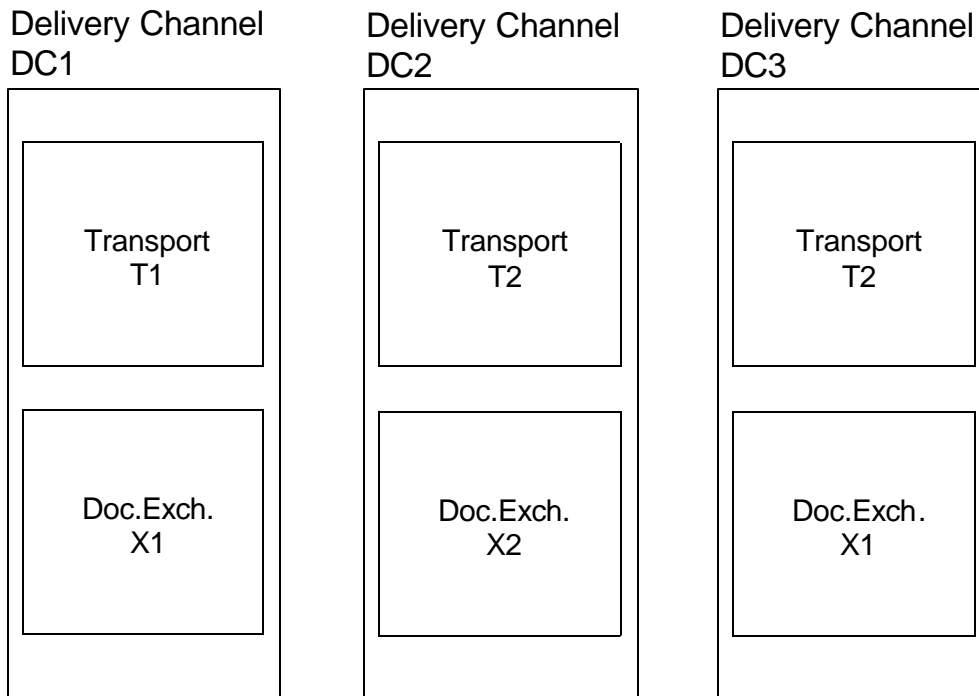 Delivery Channel
DC1
Transport
T1
Doc.Exch.
X1
Delivery Channel
DC2
Transport
T2
Doc.Exch.
X2
Delivery Channel
DC3
Transport
T2
Doc.Exch.
X1